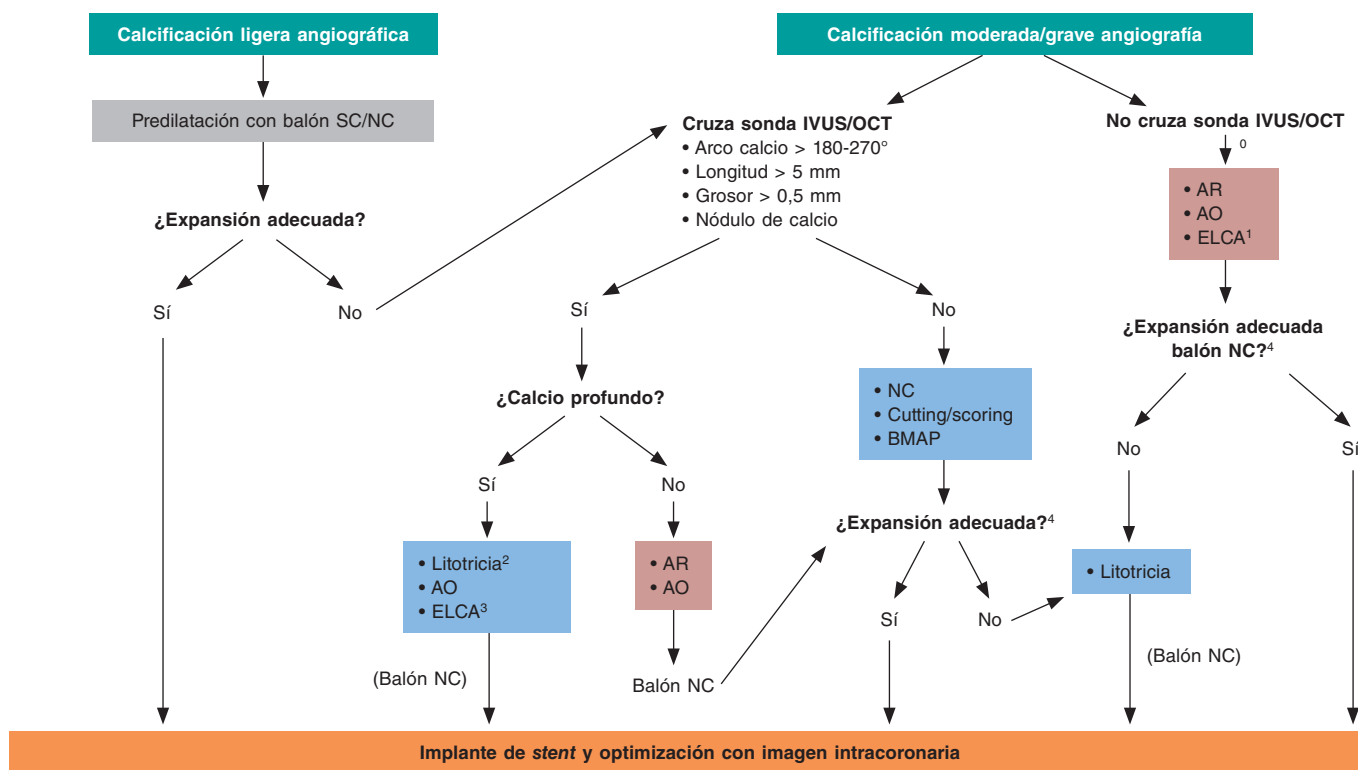 Calcificación ligera angiográfica
Calcificación moderada/grave angiografía
Predilatación con balón SC/NC
¿Expansión adecuada?
Sí
No
Cruza sonda IVUS/OCT
• Arco calcio > 180-270°
• Longitud > 5 mm
• Grosor > 0,5 mm
• Nódulo de calcio
No cruza sonda IVUS/OCT
0
• AR
• AO
• ELCA¹
Sí
No
¿Calcio profundo?
Sí
No
• Litotricia²
• AO
• ELCA³
(Balón NC)
• AR
• AO
Balón NC
• NC
• Cutting/scoring
• BMAP
¿Expansión adecuada?⁴
Sí
No
¿Expansión adecuada
balón NC?⁴
No
Sí
• Litotricia
(Balón NC)
Implante de stent y optimización con imagen intracoronaria